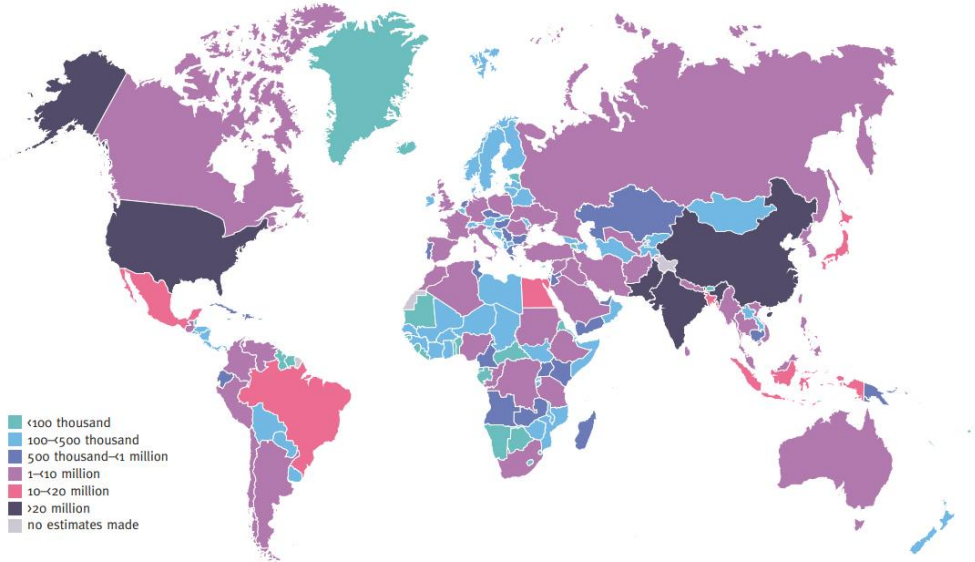 <100 thousand
100–<500 thousand
500 thousand–<1 million
1–<10 million
10–<20 million
>20 million
no estimates made